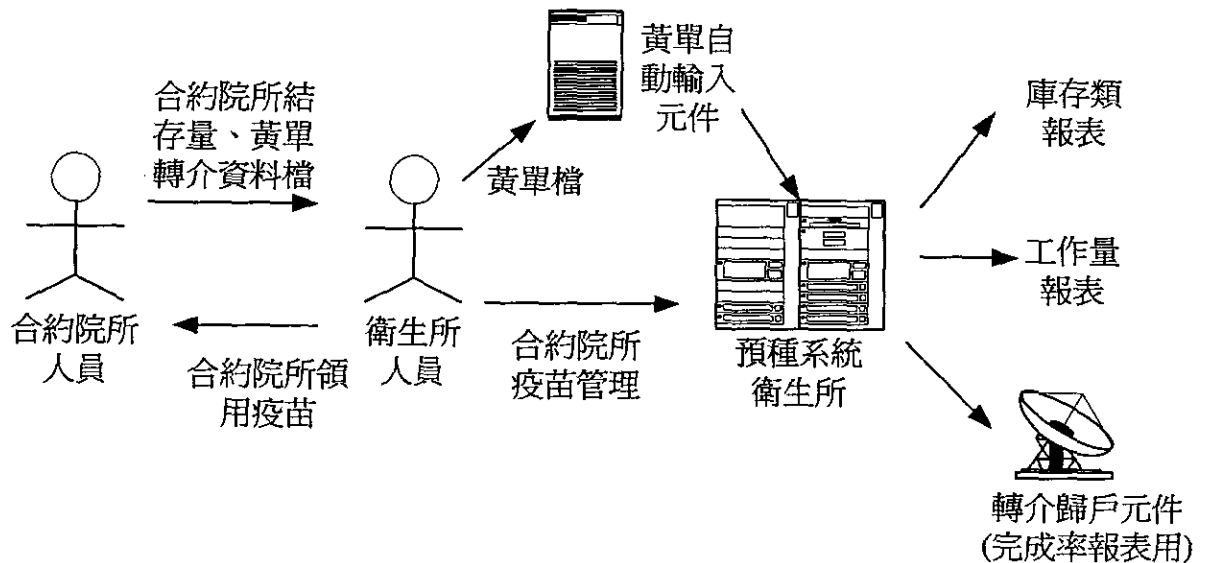 合約院所結
存量、黃單
轉介資料檔
合約院所
人員
合約院所領
用疫苗
衛生所
人員
黃單檔
黃單自
動輸入
元件
合約院所
疫苗管理
預種系統
衛生所
庫存類
報表
工作量
報表
轉介歸戶元件
(完成率報表用)